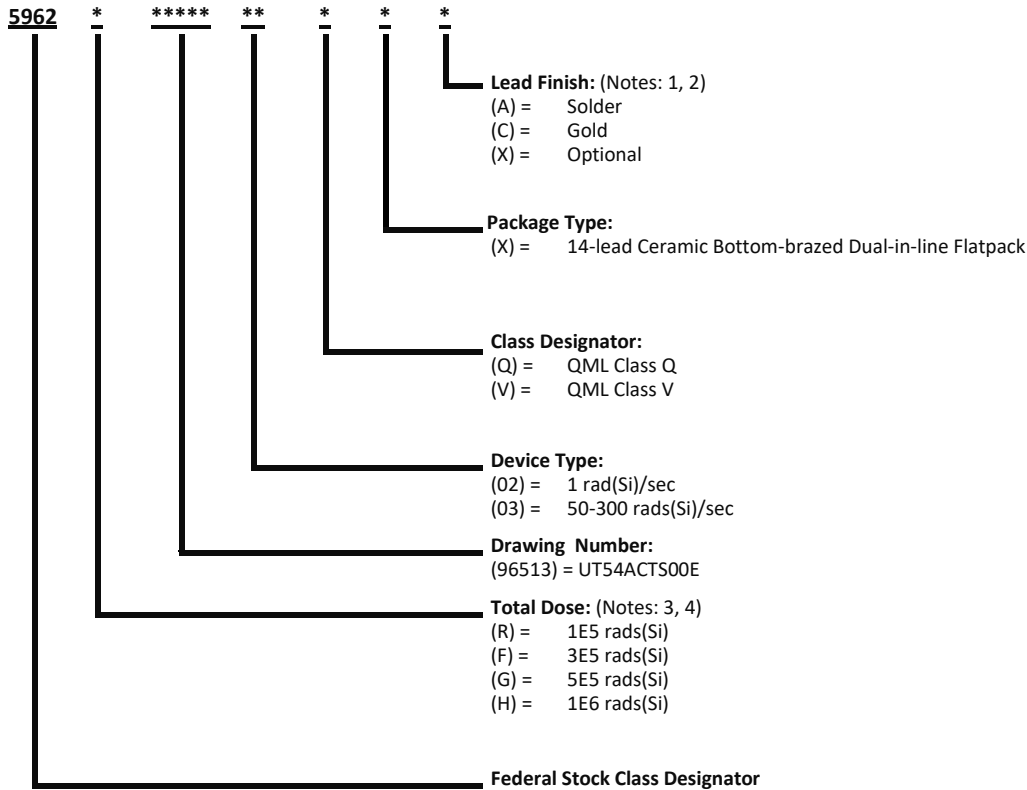 5962 * ***** ** * * *
Lead Finish: (Notes: 1, 2)
(A) = Solder
(C) = Gold
(X) = Optional
Package Type:
(X) = 14-lead Ceramic Bottom-brazed Dual-in-line Flatpack
Class Designator:
(Q) = QML Class Q
(V) = QML Class V
Device Type:
(02) = 1 rad(Si)/sec
(03) = 50-300 rads(Si)/sec
Drawing Number:
(96513) = UT54ACTS00E
Total Dose: (Notes: 3, 4)
(R) = 1E5 rads(Si)
(F) = 3E5 rads(Si)
(G) = 5E5 rads(Si)
(H) = 1E6 rads(Si)
Federal Stock Class Designator